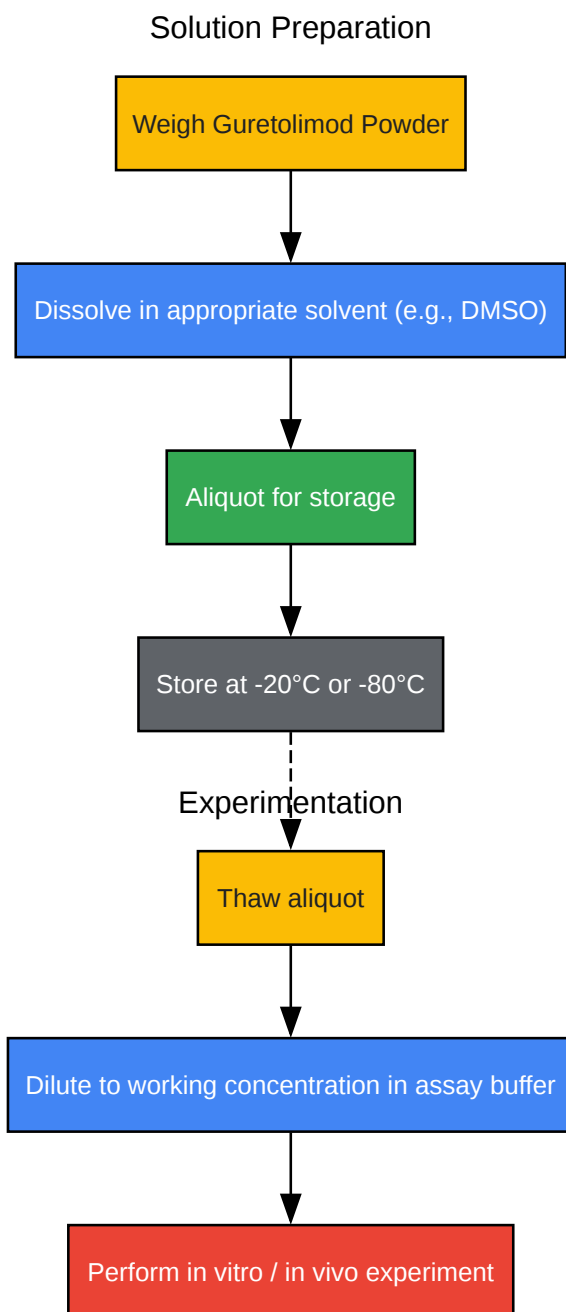 Solution Preparation
Weigh Guretolimod Powder
Dissolve in appropriate solvent (e.g., DMSO)
Aliquot for storage
Store at -20°C or -80°C
Experimentation
Thaw aliquot
Dilute to working concentration in assay buffer
Perform in vitro / in vivo experiment